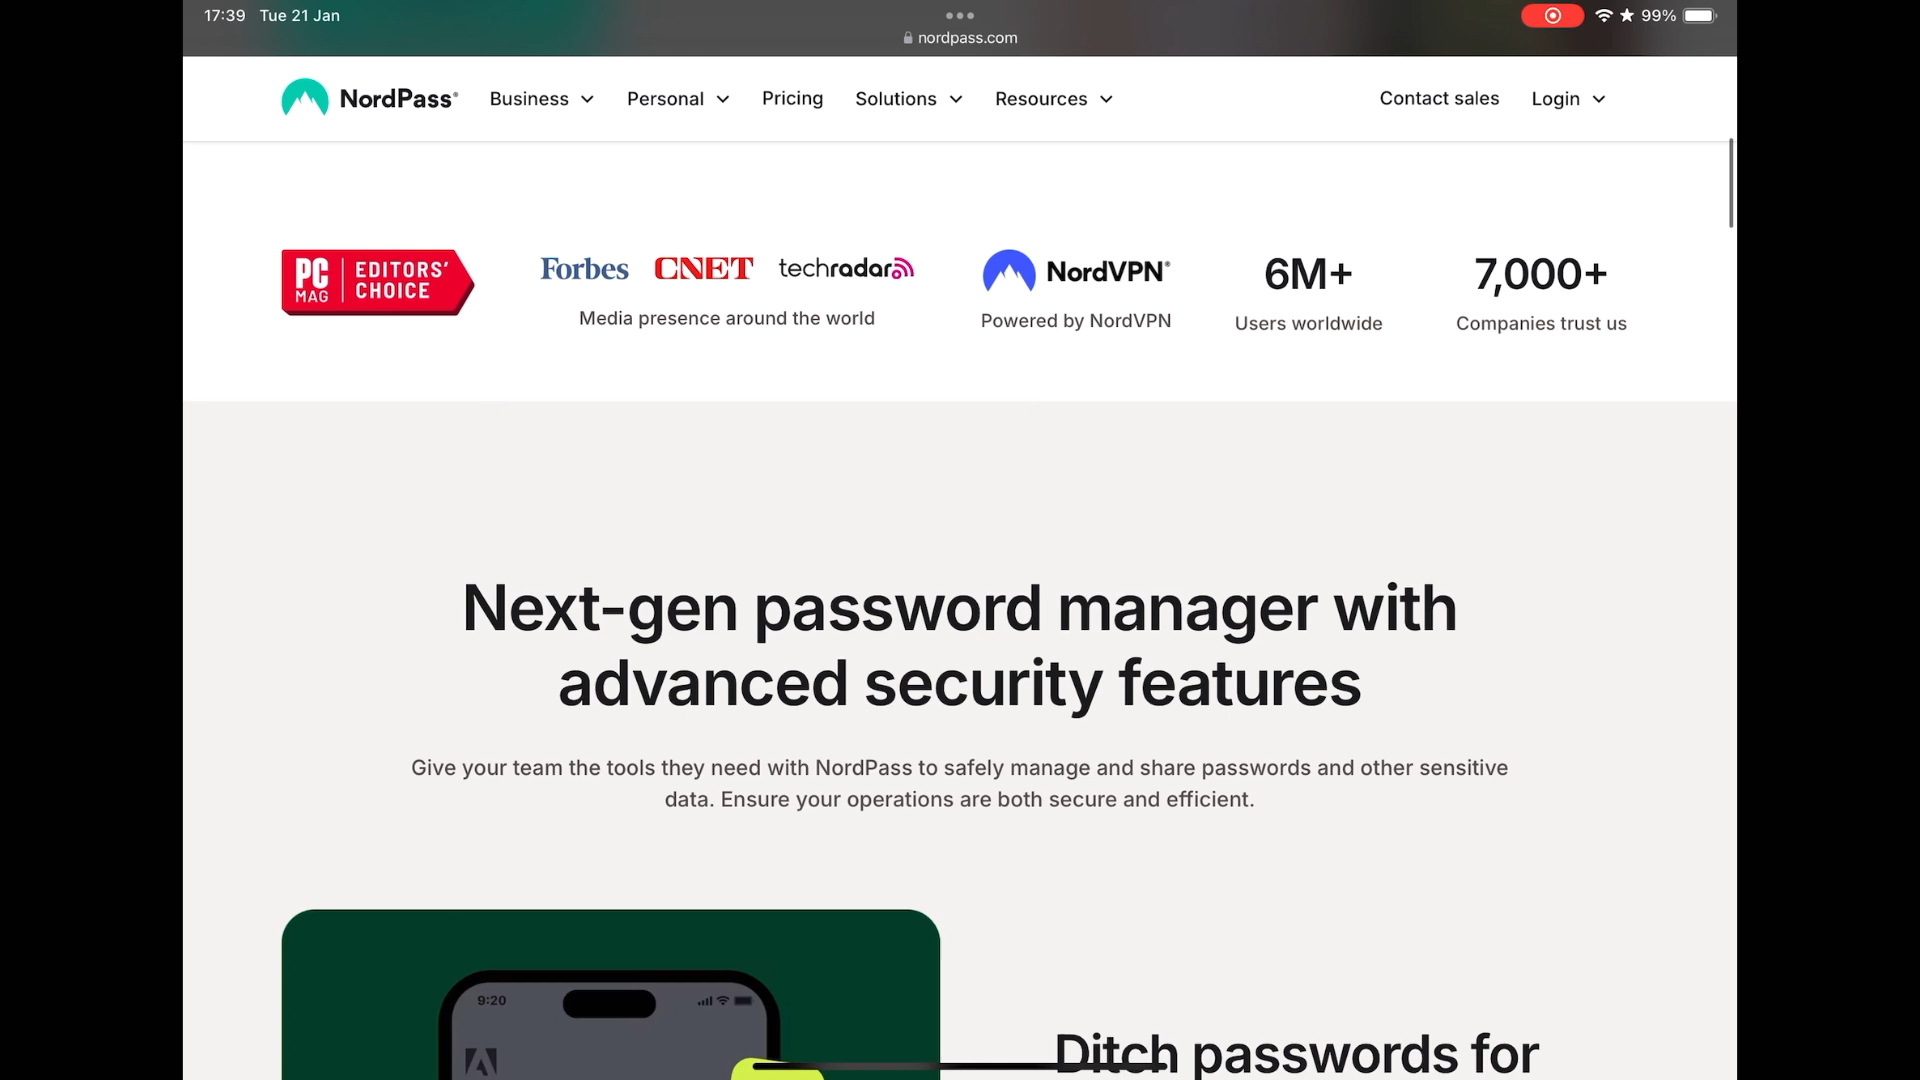 17:39 Tue 21 Jan
99%
nordpass.com
NordPass® Business Personal Pricing Solutions Resources Contact sales Login
PC MAG EDITORS' CHOICE
Forbes CNET techradar
Media presence around the world
NordVPN®
Powered by NordVPN
6M+
Users worldwide
7,000+
Companies trust us
Next-gen password manager with
advanced security features
Give your team the tools they need with NordPass to safely manage and share passwords and other sensitive
data. Ensure your operations are both secure and efficient.
9:20
Ditch passwords for